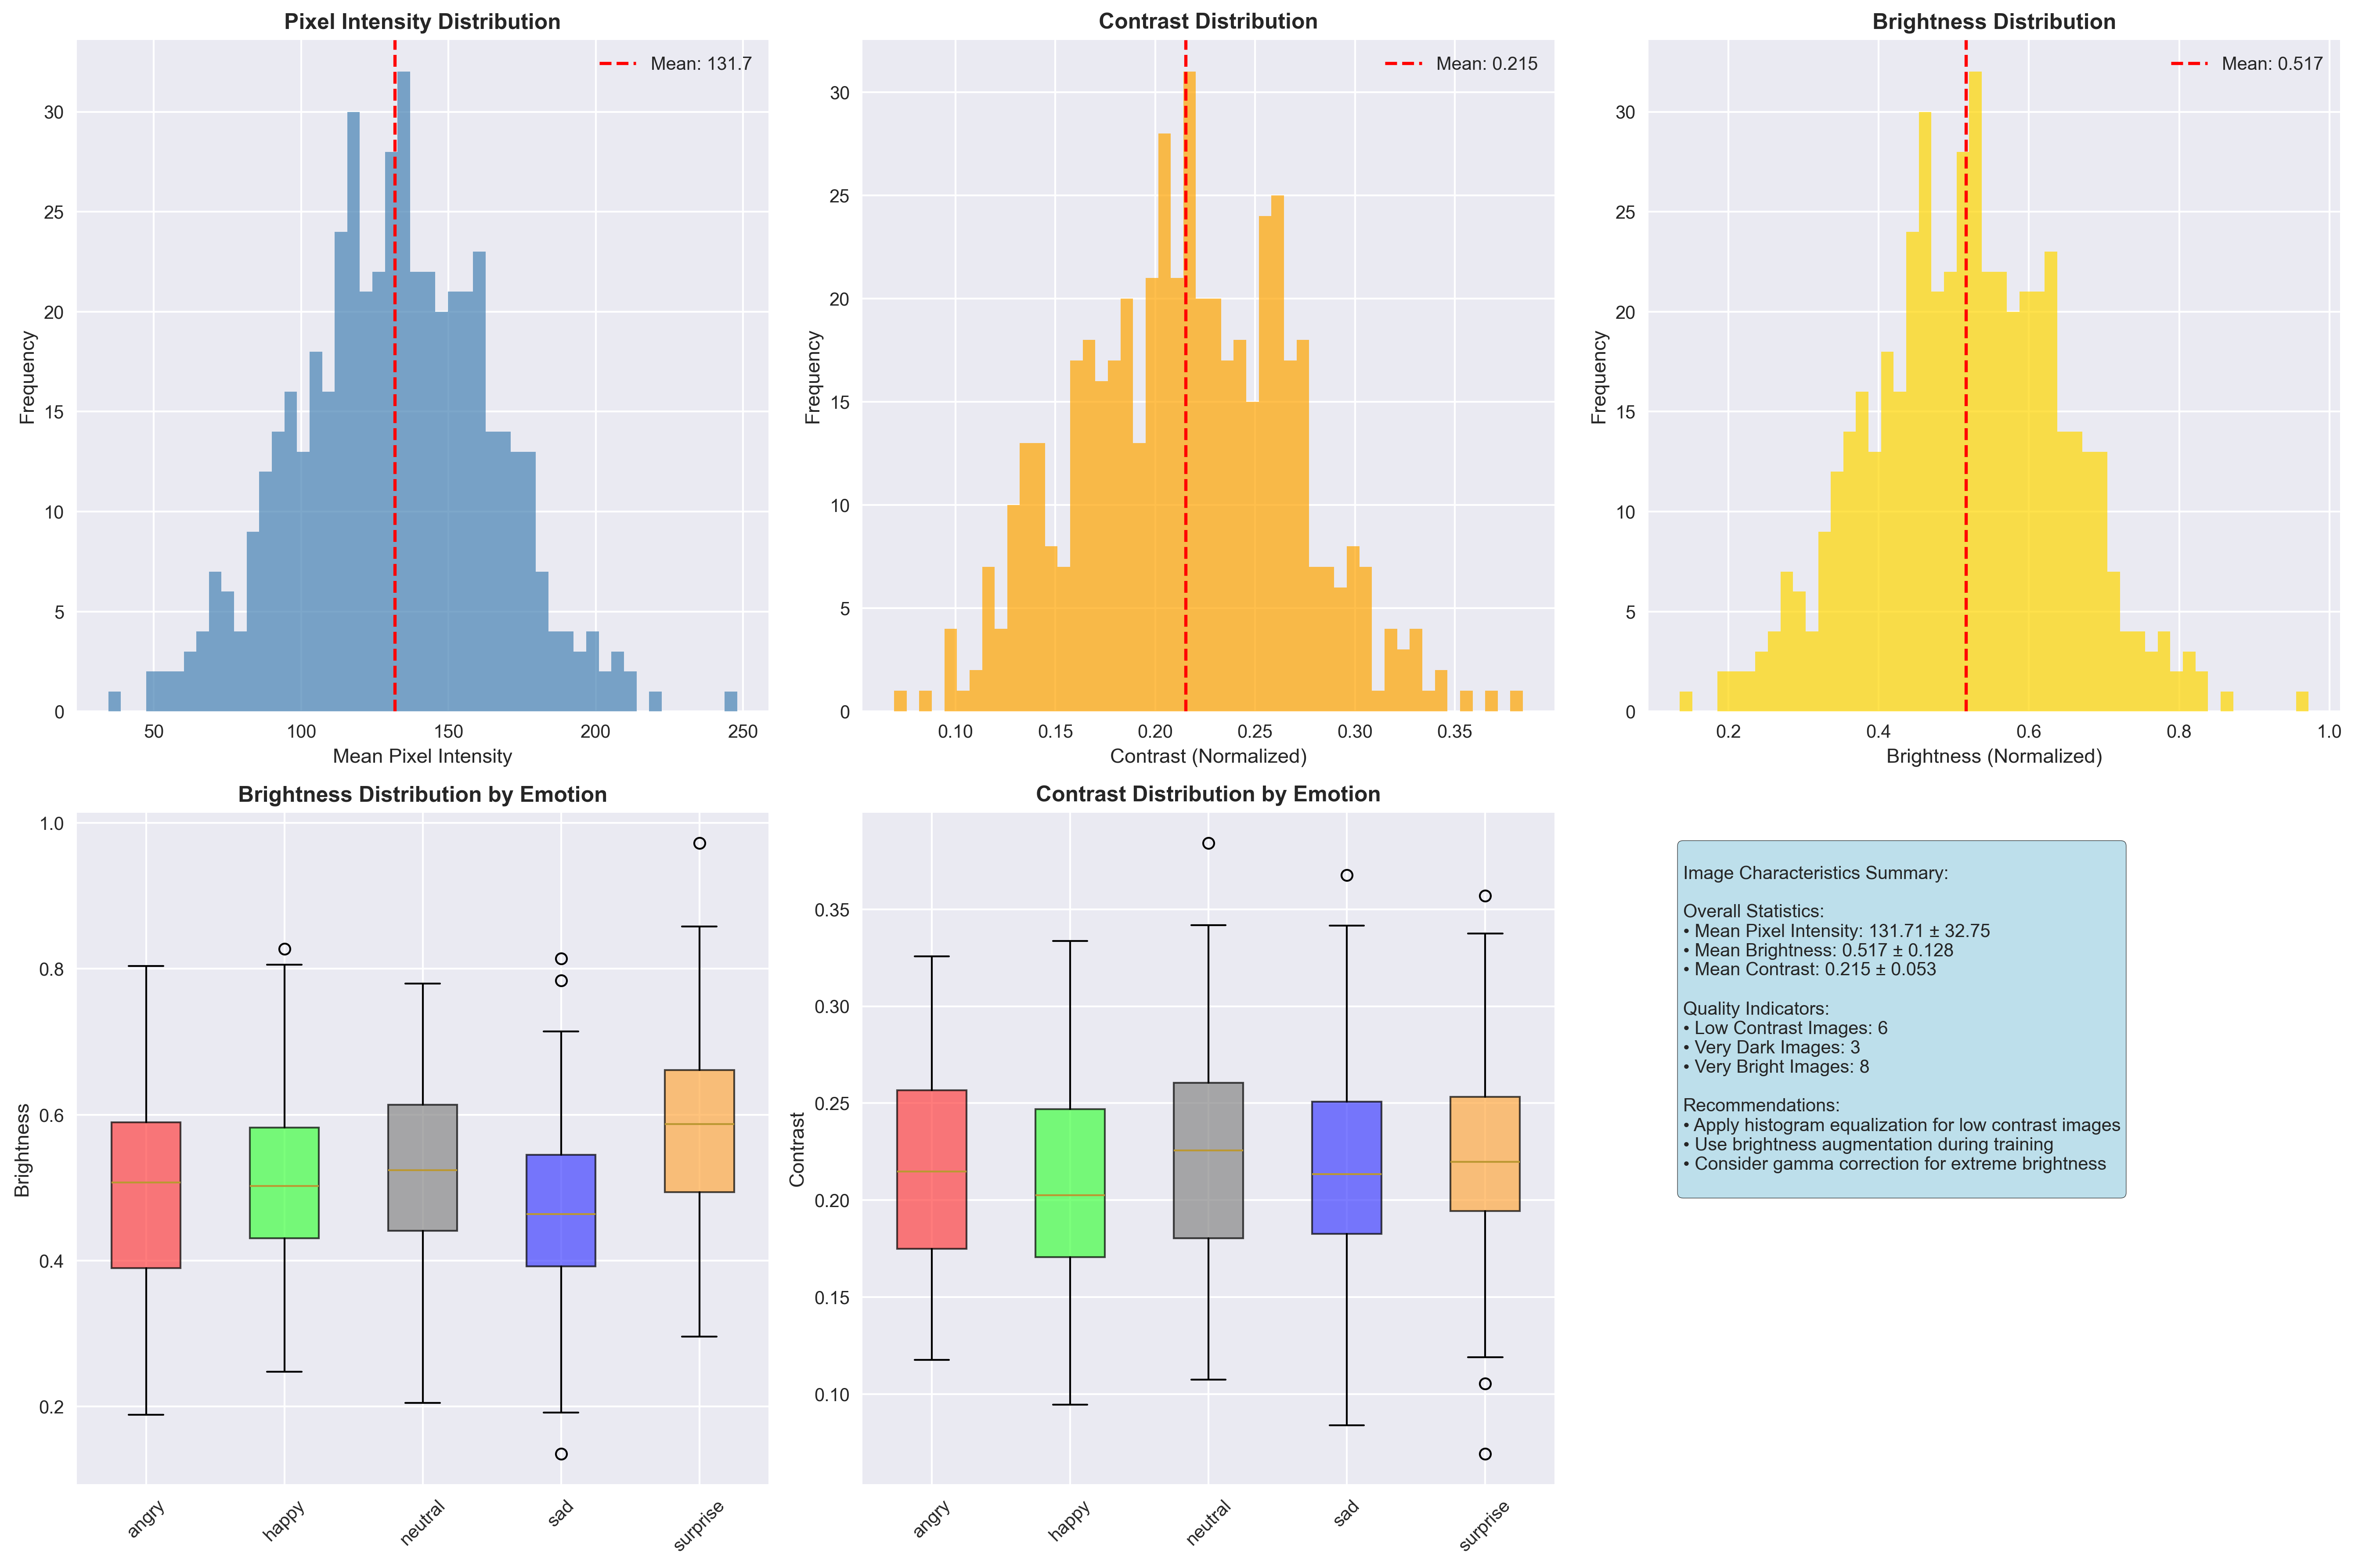 Pixel Intensity Distribution
Mean: 131.7
Frequency
30
25
20
15
10
5
0
50
100
150
200
250
Mean Pixel Intensity
Contrast Distribution
Mean: 0.215
Frequency
30
25
20
15
10
5
0
0.10
0.15
0.20
0.25
0.30
0.35
Contrast (Normalized)
Brightness Distribution
Mean: 0.517
Frequency
30
25
20
15
10
5
0
0.2
0.4
0.6
0.8
1.0
Brightness (Normalized)
Brightness Distribution by Emotion
Brightness
1.0
0.8
0.6
0.4
0.2
angry
happy
neutral
sad
surprise
Contrast Distribution by Emotion
Contrast
0.35
0.30
0.25
0.20
0.15
0.10
angry
happy
neutral
sad
surprise
Image Characteristics Summary:
Overall Statistics:
• Mean Pixel Intensity: 131.71 ± 32.75
• Mean Brightness: 0.517 ± 0.128
• Mean Contrast: 0.215 ± 0.053
Quality Indicators:
• Low Contrast Images: 6
• Very Dark Images: 3
• Very Bright Images: 8
Recommendations:
• Apply histogram equalization for low contrast images
• Use brightness augmentation during training
• Consider gamma correction for extreme brightness